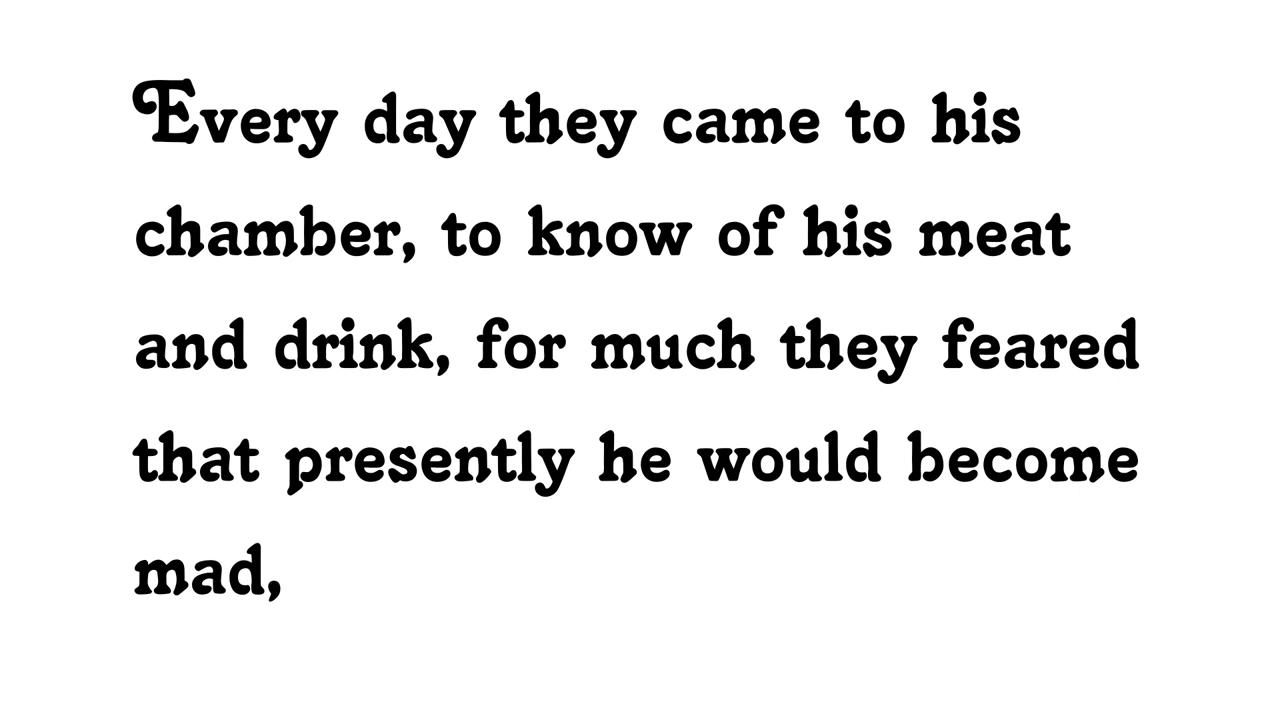 Every day they came to his
chamber, to know of his meat
and drink, for much they feared
that presently he would become
mad,